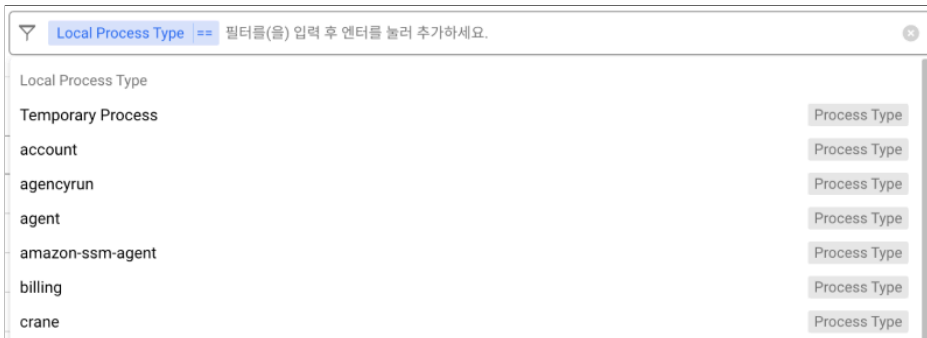 Local Process Type == 필터를(을) 입력 후 엔터를 눌러 추가하세요.
Local Process Type
Temporary Process Process Type
account Process Type
agencyrun Process Type
agent Process Type
amazon-ssm-agent Process Type
billing Process Type
crane Process Type